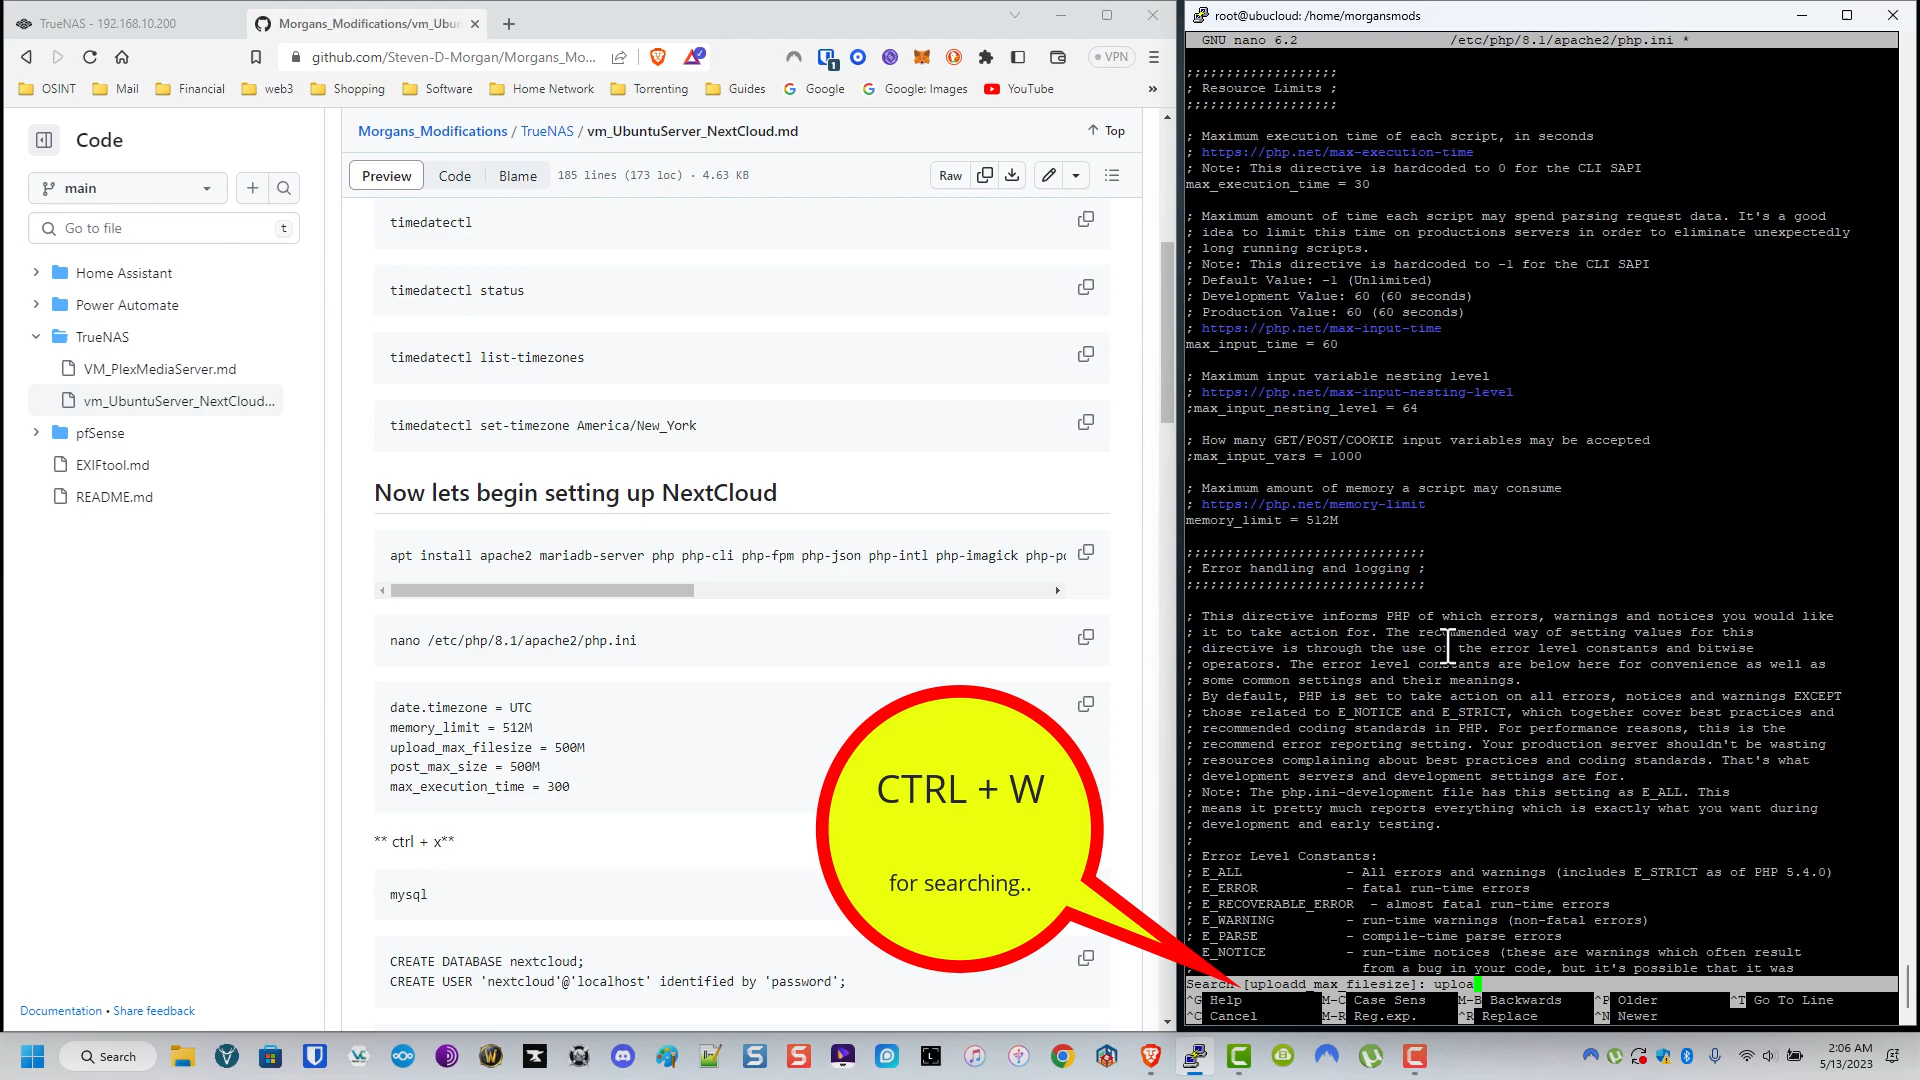 TrueNAS - 192.168.10.200
Morgans_Modifications/vm_Ubun
github.com/Steven-D-Morgan/Morgans_Mo...
1
VPN
OSINT
Mail
Financial
web3
Shopping
Software
Home Network
Torrenting
Guides
Google
Google: Images
YouTube
»
Code
main
Go to file
t
Home Assistant
Power Automate
TrueNAS
VM_PlexMediaServer.md
vm_UbuntuServer_NextCloud...
pfSense
EXIFtool.md
README.md
Documentation • Share feedback
Morgans_Modifications / TrueNAS / vm_UbuntuServer_NextCloud.md
Top
Preview
Code
Blame
185 lines (173 loc) · 4.63 KB
Raw
timedatectl
timedatectl status
timedatectl list-timezones
timedatectl set-timezone America/New_York
Now lets begin setting up NextCloud
apt install apache2 mariadb-server php php-cli php-fpm php-json php-intl php-imagick php-p
nano /etc/php/8.1/apache2/php.ini
date.timezone = UTC
memory_limit = 512M
upload_max_filesize = 500M
post_max_size = 500M
max_execution_time = 300
** ctrl + x**
mysql
CREATE DATABASE nextcloud;
CREATE USER 'nextcloud'@'localhost' identified by 'password';
CTRL + W
for searching..
root@ubucloud: /home/morgansmods
GNU nano 6.2 /etc/php/8.1/apache2/php.ini *
;;;;;;;;;;;;;;;;;;;
; Resource Limits ;
;;;;;;;;;;;;;;;;;;;
; Maximum execution time of each script, in seconds
; https://php.net/max-execution-time
; Note: This directive is hardcoded to 0 for the CLI SAPI
max_execution_time = 30
; Maximum amount of time each script may spend parsing request data. It's a good
; idea to limit this time on productions servers in order to eliminate unexpectedly
; long running scripts.
; Note: This directive is hardcoded to -1 for the CLI SAPI
; Default Value: -1 (Unlimited)
; Development Value: 60 (60 seconds)
; Production Value: 60 (60 seconds)
; https://php.net/max-input-time
max_input_time = 60
; Maximum input variable nesting level
; https://php.net/max-input-nesting-level
;max_input_nesting_level = 64
; How many GET/POST/COOKIE input variables may be accepted
;max_input_vars = 1000
; Maximum amount of memory a script may consume
; https://php.net/memory-limit
memory_limit = 512M
;;;;;;;;;;;;;;;;;;;;;;;;;;;;;;
; Error handling and logging ;
;;;;;;;;;;;;;;;;;;;;;;;;;;;;;;
; This directive informs PHP of which errors, warnings and notices you would like
; it to take action for. The recommended way of setting values for this
; directive is through the use of the error level constants and bitwise
; operators. The error level constants are below here for convenience as well as
; some common settings and their meanings.
; By default, PHP is set to take action on all errors, notices and warnings EXCEPT
; those related to E_NOTICE and E_STRICT, which together cover best practices and
; recommended coding standards in PHP. For performance reasons, this is the
; recommend error reporting setting. Your production server shouldn't be wasting
; resources complaining about best practices and coding standards. That's what
; development servers and development settings are for.
; Note: The php.ini-development file has this setting as E_ALL. This
; means it pretty much reports everything which is exactly what you want during
; development and early testing.
;
; Error Level Constants:
; E_ALL - All errors and warnings (includes E_STRICT as of PHP 5.4.0)
; E_ERROR - fatal run-time errors
; E_RECOVERABLE_ERROR - almost fatal run-time errors
; E_WARNING - run-time warnings (non-fatal errors)
; E_PARSE - compile-time parse errors
; E_NOTICE - run-time notices (these are warnings which often result
; from a bug in your code, but it's possible that it was
Search [uploadd_max_filesize]: uploa
^G Help M-C Case Sens M-B Backwards ^P Older ^T Go To Line
^C Cancel M-R Reg.exp. ^R Replace ^N Newer
Search
2:06 AM
5/13/2023